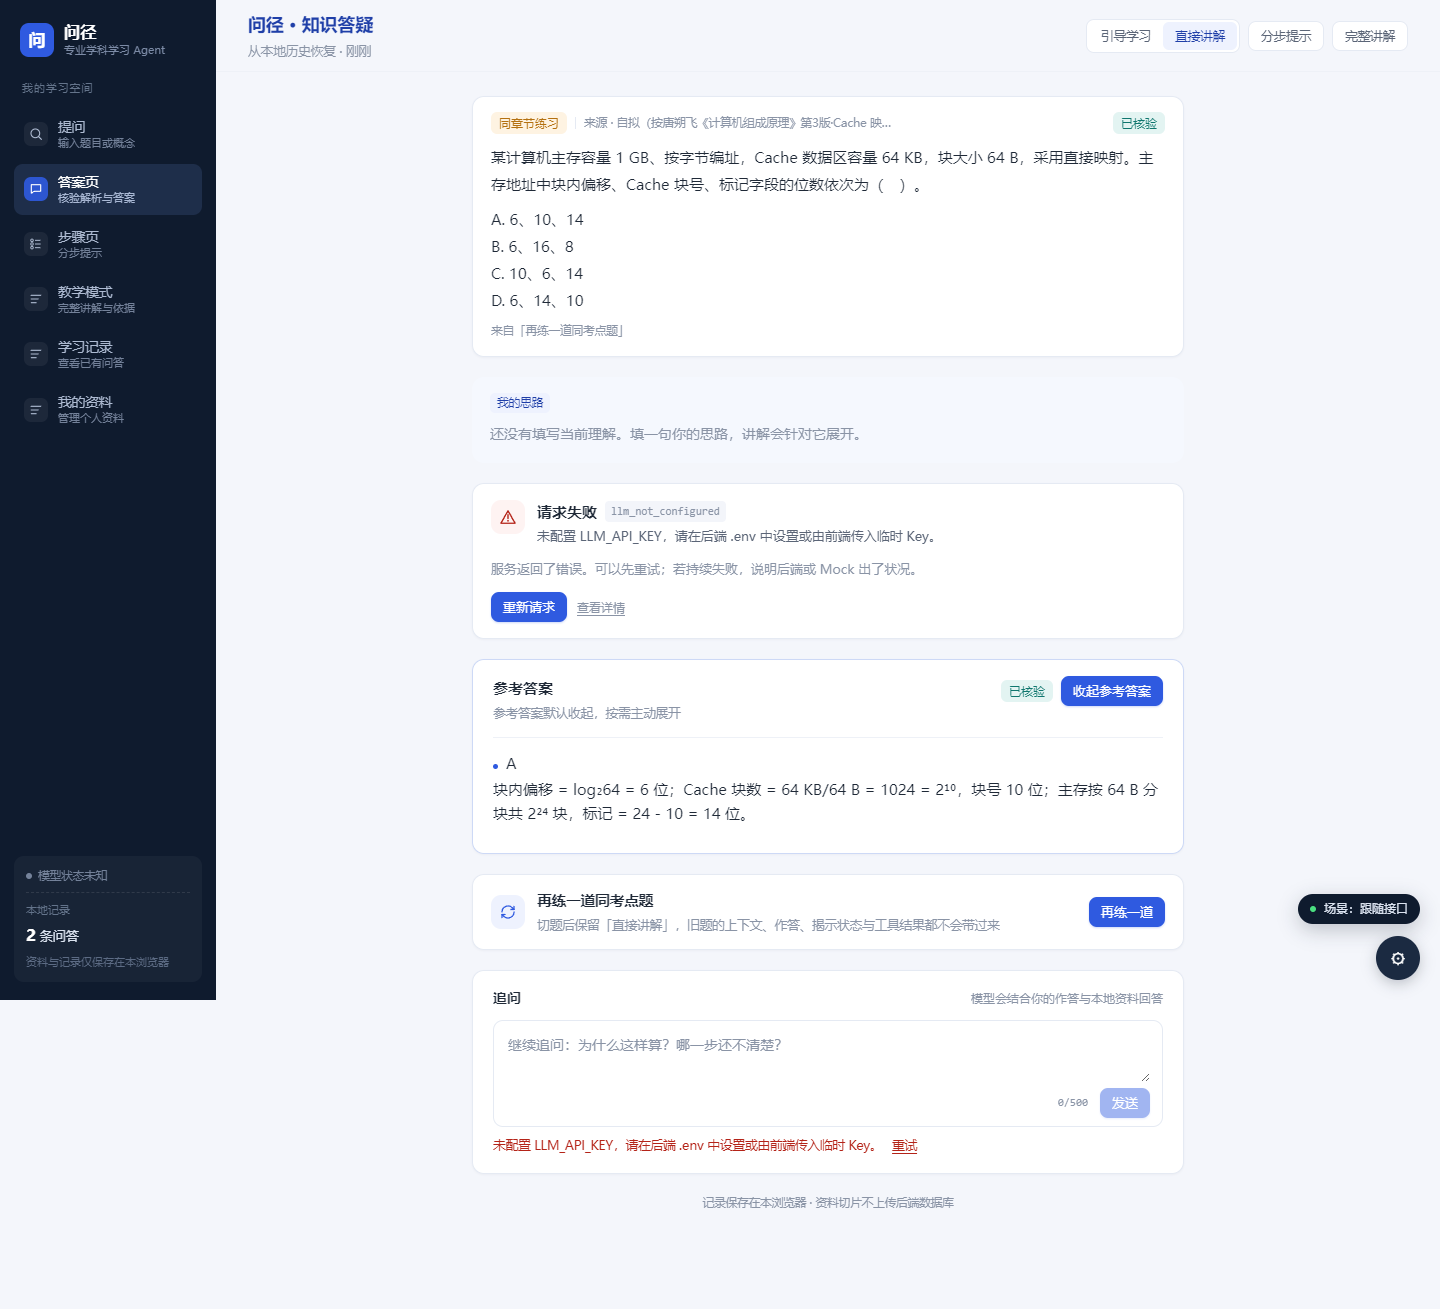 问
问径
专业学科学习 Agent
我的学习空间
提问
输入题目或概念
答案页
核验解析与答案
步骤页
分步提示
教学模式
完整讲解与依据
学习记录
查看已有问答
我的资料
管理个人资料
模型状态未知
本地记录
2 条问答
资料与记录仅保存在本浏览器
问径 · 知识答疑
从本地历史恢复 · 刚刚
引导学习
直接讲解
分步提示
完整讲解
同章节练习
来源 · 自拟（按唐朔飞《计算机组成原理》第3版·Cache 映...
已核验
某计算机主存容量 1 GB、按字节编址，Cache 数据区容量 64 KB，块大小 64 B，采用直接映射。主
存地址中块内偏移、Cache 块号、标记字段的位数依次为（　）。
A. 6、10、14
B. 6、16、8
C. 10、6、14
D. 6、14、10
来自「再练一道同考点题」
我的思路
还没有填写当前理解。填一句你的思路，讲解会针对它展开。
请求失败
llm_not_configured
未配置 LLM_API_KEY，请在后端 .env 中设置或由前端传入临时 Key。
服务返回了错误。可以先重试；若持续失败，说明后端或 Mock 出了状况。
重新请求
查看详情
参考答案
参考答案默认收起，按需主动展开
已核验
收起参考答案
A
块内偏移 = log₂64 = 6 位；Cache 块数 = 64 KB/64 B = 1024 = 2¹⁰，块号 10 位；主存按 64 B 分
块共 2²⁴ 块，标记 = 24 - 10 = 14 位。
再练一道同考点题
切题后保留「直接讲解」，旧题的上下文、作答、揭示状态与工具结果都不会带过来
再练一道
场景：跟随接口
追问
模型会结合你的作答与本地资料回答
继续追问：为什么这样算？哪一步还不清楚？
0/500
发送
未配置 LLM_API_KEY，请在后端 .env 中设置或由前端传入临时 Key。
重试
记录保存在本浏览器 · 资料切片不上传后端数据库